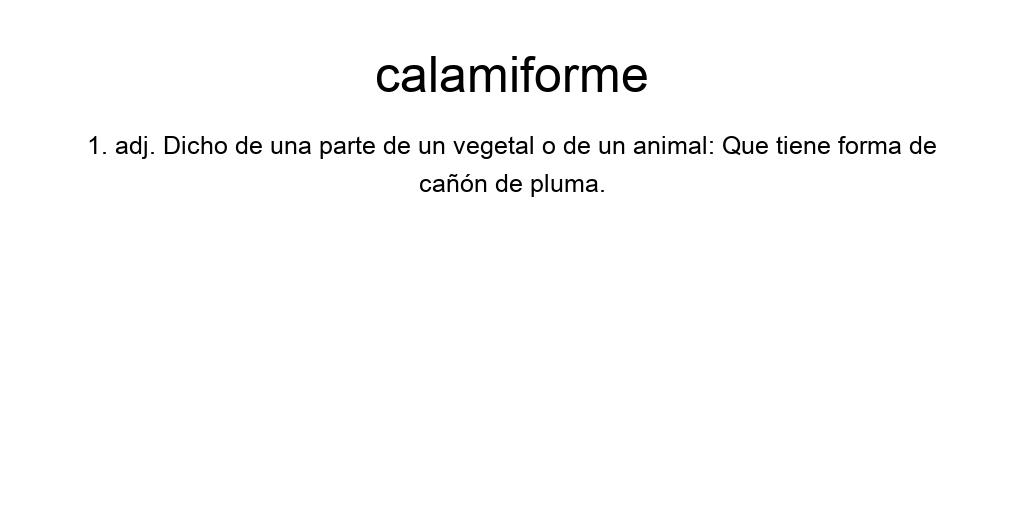 calamiforme
1. adj. Dicho de una parte de un vegetal o de un animal: Que tiene forma de
cañón de pluma.